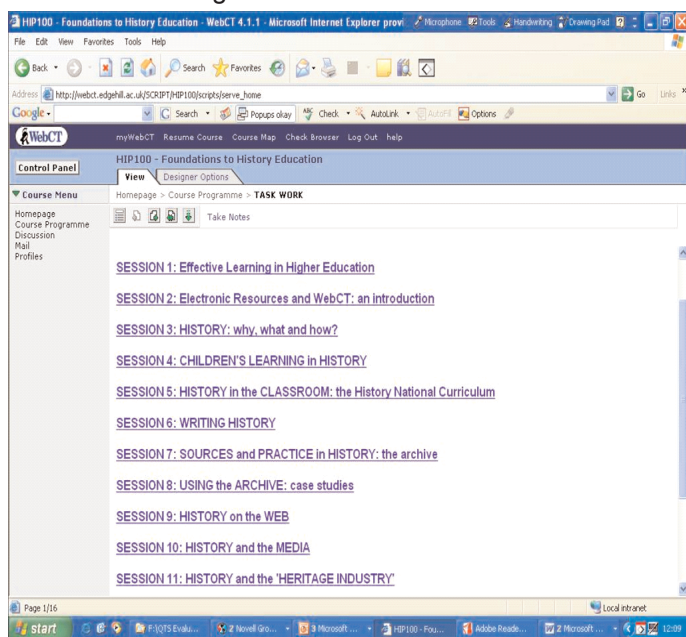 HIP100 - Foundations to History Education - WebCT 4.1.1 - Microsoft Internet Explorer provi Microphone Tools Handwriting Drawing Pad
File Edit View Favorites Tools Help
Back Search Favorites
Address http://webct.edgehill.ac.uk/SCRIPT/HIP100/scripts/serve_home Go Links »
Google Search Popups okay Check AutoLink AutoFill Options
WebCT myWebCT Resume Course Course Map Check Browser Log Out help
Control Panel HIP100 - Foundations to History Education
View Designer Options
Course Menu Homepage > Course Programme > TASK WORK
Homepage
Course Programme
Discussion
Mail
Profiles
Take Notes
SESSION 1: Effective Learning in Higher Education
SESSION 2: Electronic Resources and WebCT: an introduction
SESSION 3: HISTORY: why, what and how?
SESSION 4: CHILDREN'S LEARNING in HISTORY
SESSION 5: HISTORY in the CLASSROOM: the History National Curriculum
SESSION 6: WRITING HISTORY
SESSION 7: SOURCES and PRACTICE in HISTORY: the archive
SESSION 8: USING the ARCHIVE: case studies
SESSION 9: HISTORY on the WEB
SESSION 10: HISTORY and the MEDIA
SESSION 11: HISTORY and the 'HERITAGE INDUSTRY'
Page 1/16 Local intranet
start F:\QTS Evalu... 2 Novell Gro... 3 Microsoft ... HIP100 - Fou... Adobe Reade... 2 Microsoft ... 12:09